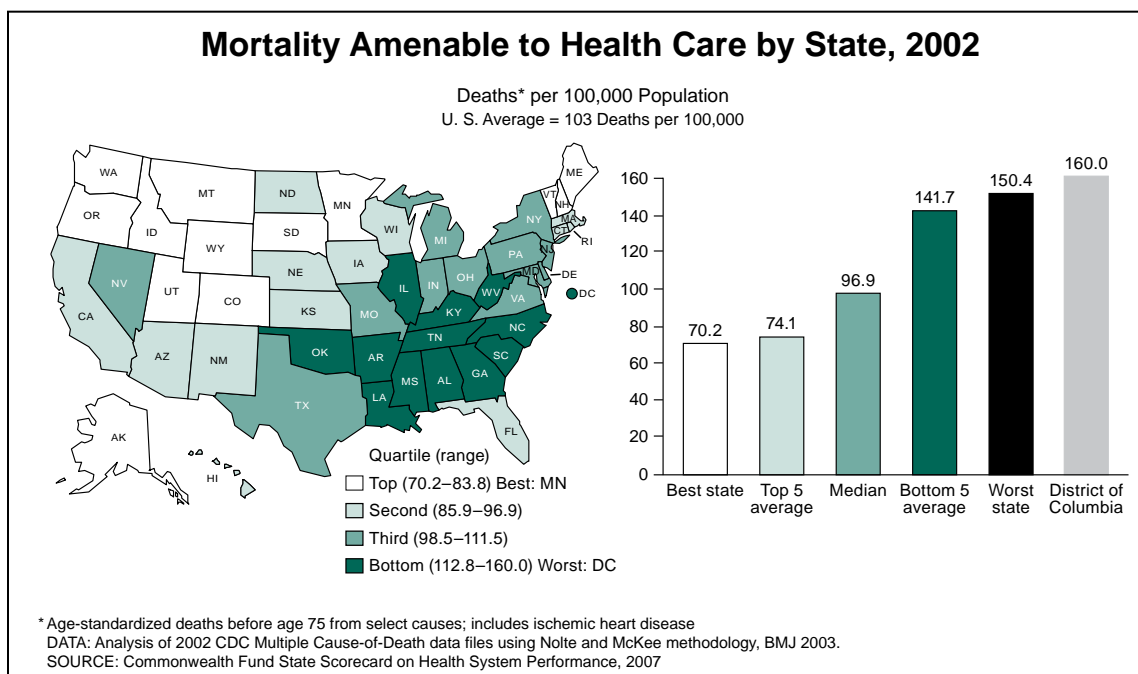 Mortality Amenable to Health Care by State, 2002
Deaths* per 100,000 Population
U. S. Average = 103 Deaths per 100,000
WA
OR
ID
MT
WY
UT
CO
ND
SD
MN
NE
KS
IA
WI
CA
NV
AZ
NM
TX
OK
MO
AR
LA
IL
IN
MI
OH
KY
TN
MS
AL
GA
FL
SC
NC
VA
WV
MD
DE
DC
PA
NJ
NY
CT
RI
MA
VT
NH
ME
AK
HI
Quartile (range)
Top (70.2–83.8) Best: MN
Second (85.9–96.9)
Third (98.5–111.5)
Bottom (112.8–160.0) Worst: DC
160
140
120
100
80
60
40
20
0
70.2
74.1
96.9
141.7
150.4
160.0
Best state
Top 5
average
Median
Bottom 5
average
Worst
state
District of
Columbia
* Age-standardized deaths before age 75 from select causes; includes ischemic heart disease
DATA: Analysis of 2002 CDC Multiple Cause-of-Death data files using Nolte and McKee methodology, BMJ 2003.
SOURCE: Commonwealth Fund State Scorecard on Health System Performance, 2007